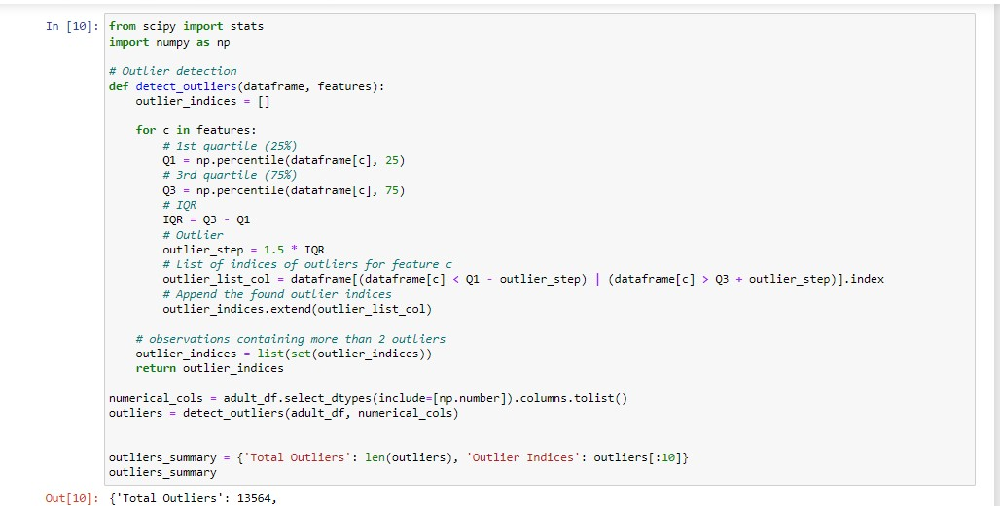 In [10]: from scipy import stats
import numpy as np
# Outlier detection
def detect_outliers(dataframe, features):
    outlier_indices = []
    for c in features:
        # 1st quartile (25%)
        Q1 = np.percentile(dataframe[c], 25)
        # 3rd quartile (75%)
        Q3 = np.percentile(dataframe[c], 75)
        # IQR
        IQR = Q3 - Q1
        # Outlier
        outlier_step = 1.5 * IQR
        # List of indices of outliers for feature c
        outlier_list_col = dataframe[(dataframe[c] < Q1 - outlier_step) | (dataframe[c] > Q3 + outlier_step)].index
        # Append the found outlier indices
        outlier_indices.extend(outlier_list_col)
    # observations containing more than 2 outliers
    outlier_indices = list(set(outlier_indices))
    return outlier_indices
numerical_cols = adult_df.select_dtypes(include=[np.number]).columns.tolist()
outliers = detect_outliers(adult_df, numerical_cols)
outliers_summary = {'Total Outliers': len(outliers), 'Outlier Indices': outliers[:10]}
outliers_summary
Out[10]: {'Total Outliers': 13564,